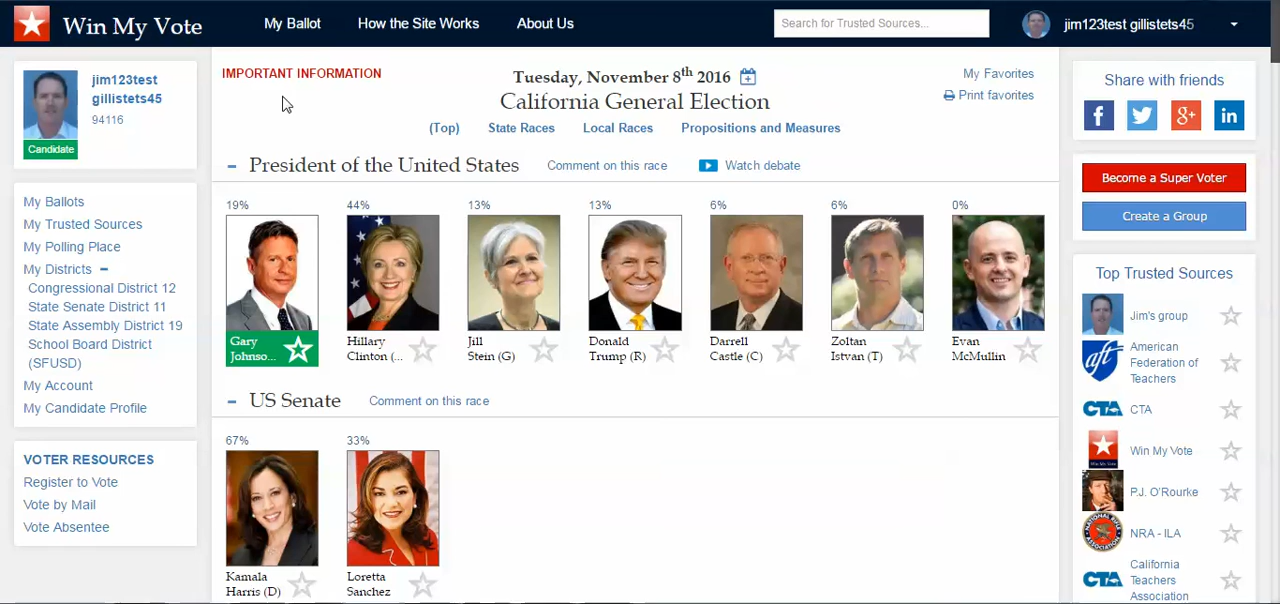 Win My Vote
My Ballot
How the Site Works
About Us
Search for Trusted Sources...
jim123test gillistets45
jim123test
gillistets45
94116
Candidate
My Ballots
My Trusted Sources
My Polling Place
My Districts
Congressional District 12
State Senate District 11
State Assembly District 19
School Board District
(SFUSD)
My Account
My Candidate Profile
VOTER RESOURCES
Register to Vote
Vote by Mail
Vote Absentee
IMPORTANT INFORMATION
Tuesday, November 8th 2016
California General Election
My Favorites
Print favorites
(Top) State Races Local Races Propositions and Measures
– President of the United States Comment on this race Watch debate
19% 44% 13% 13% 6% 6% 0%
Gary
Johnso...
Hillary
Clinton (...
Jill
Stein (G)
Donald
Trump (R)
Darrell
Castle (C)
Zoltan
Istvan (T)
Evan
McMullin
– US Senate Comment on this race
67% 33%
Kamala
Harris (D)
Loretta
Sanchez
Share with friends
f
g+
in
Become a Super Voter
Create a Group
Top Trusted Sources
Jim's group
aft
American
Federation of
Teachers
CTA
CTA
Win My Vote
Win My Vote
P.J. O'Rourke
NRA - ILA
CTA
California
Teachers
Association